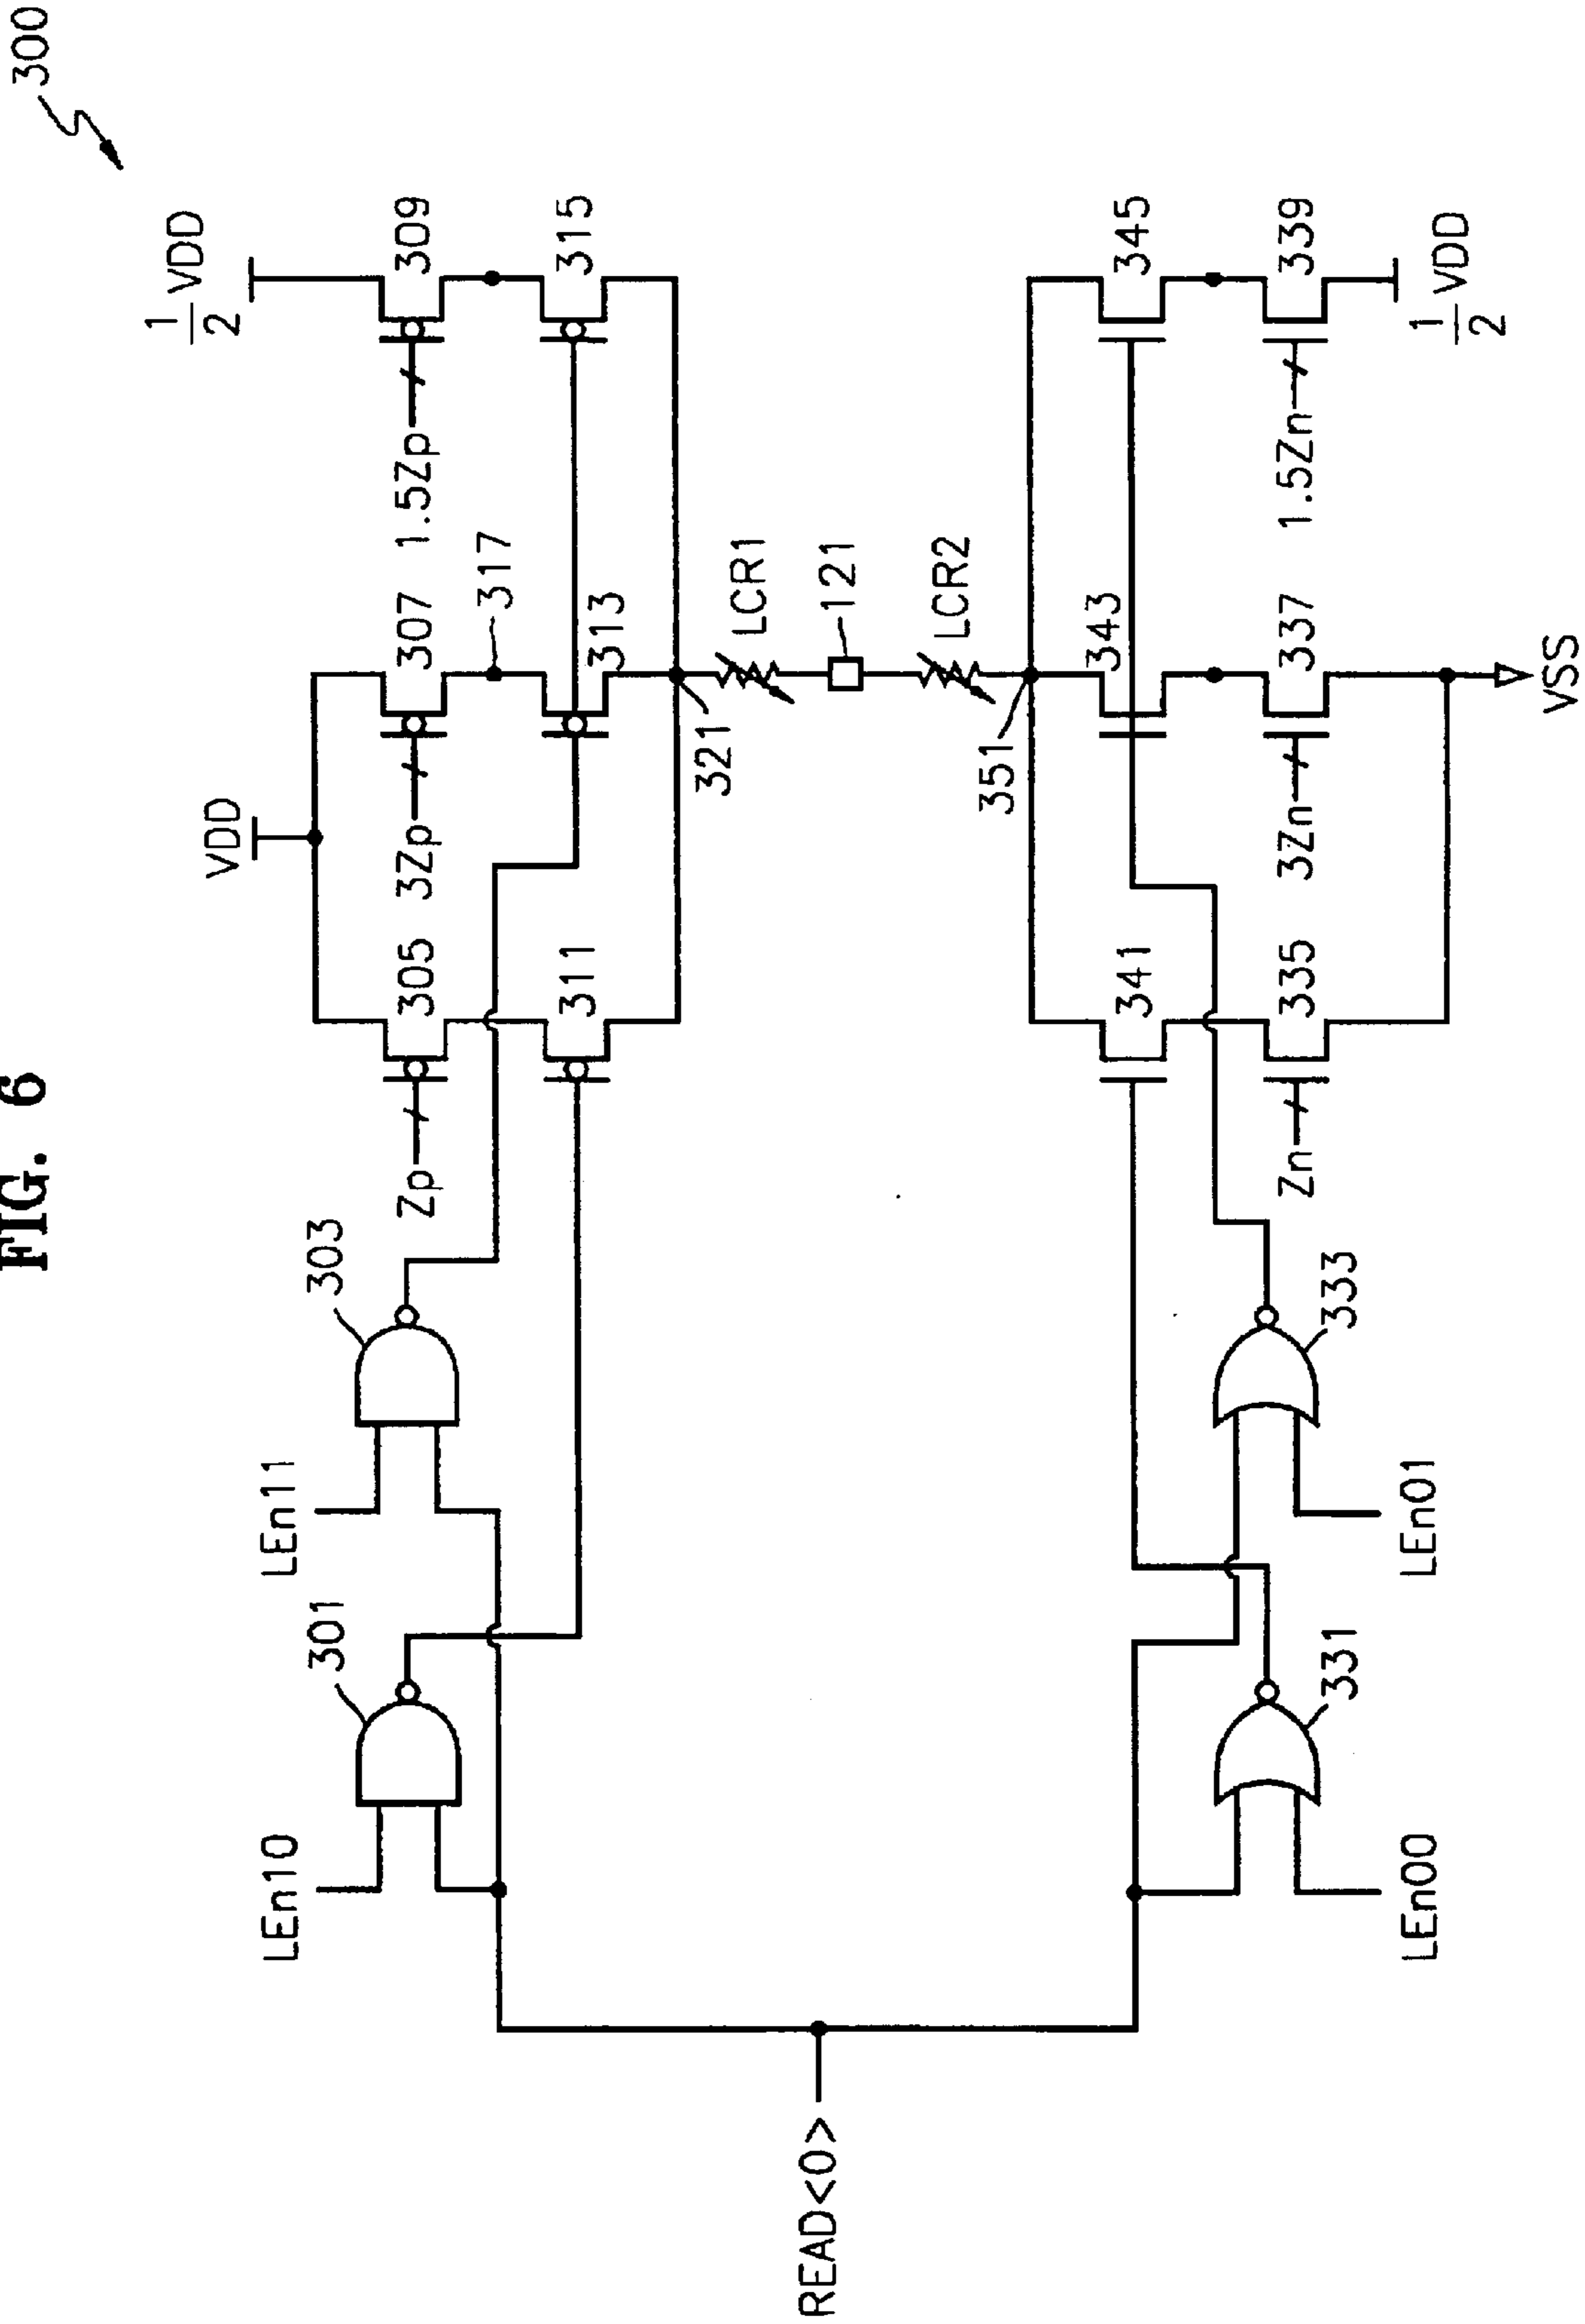 FIG. 6
300
VDD
1/2 VDD
Zp
305
3Zp
307
1.5Zp
309
LEn10
301
LEn11
303
311
317
313
315
321
LCR1
READ<0>
121
LCR2
351
341
343
345
Zn
335
3Zn
337
1.5Zn
339
331
333
LEn00
LEn01
1/2 VDD
VSS